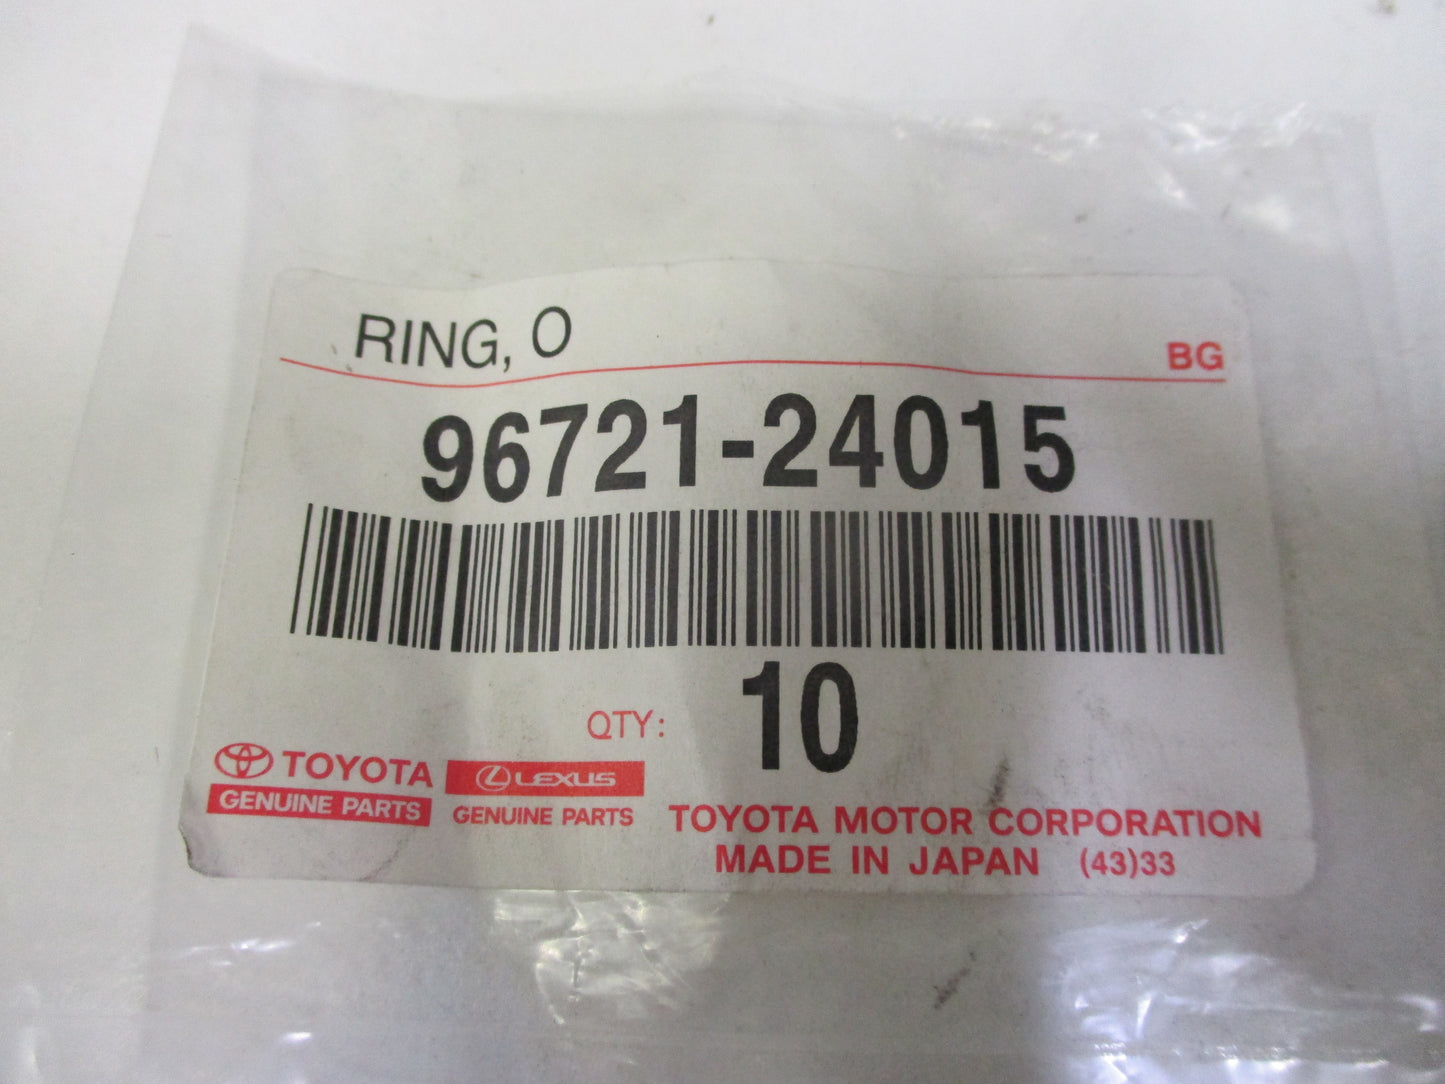 RING, O
BG
96721-24015
QTY: 10
TOYOTA
GENUINE PARTS
LEXUS
GENUINE PARTS
TOYOTA MOTOR CORPORATION
MADE IN JAPAN (43)33